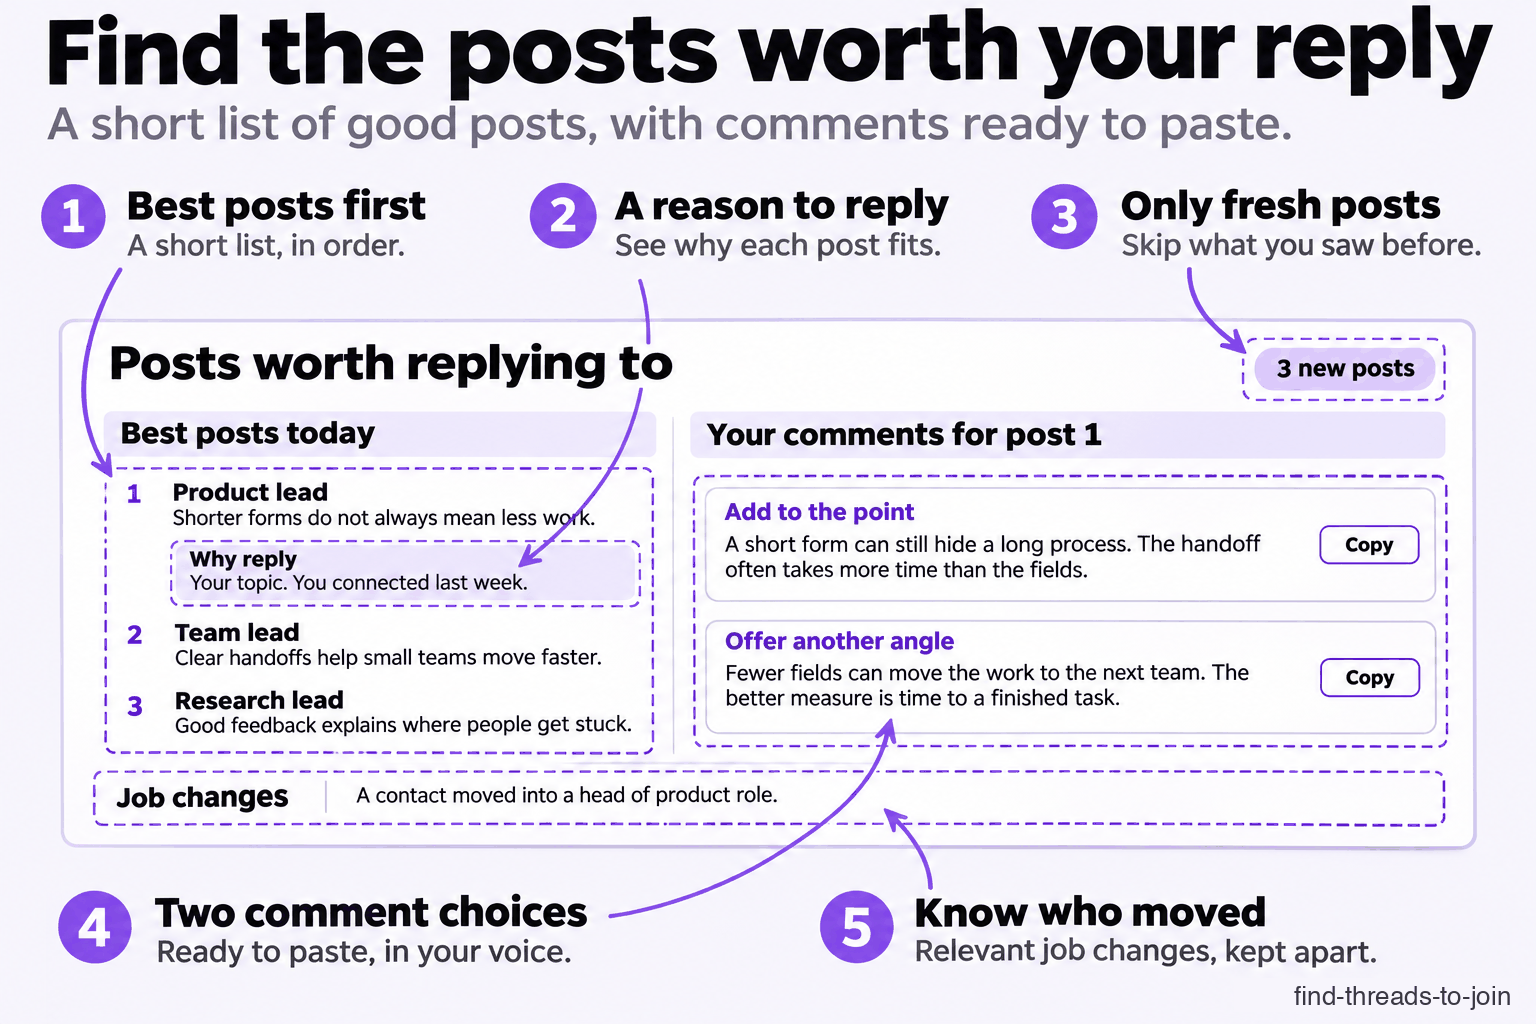 Find the posts worth your reply
A short list of good posts, with comments ready to paste.
1 Best posts first
A short list, in order.
2 A reason to reply
See why each post fits.
3 Only fresh posts
Skip what you saw before.
Posts worth replying to
3 new posts
Best posts today
1 Product lead
Shorter forms do not always mean less work.
Why reply
Your topic. You connected last week.
2 Team lead
Clear handoffs help small teams move faster.
3 Research lead
Good feedback explains where people get stuck.
Your comments for post 1
Add to the point
A short form can still hide a long process. The handoff
often takes more time than the fields.
Copy
Offer another angle
Fewer fields can move the work to the next team. The
better measure is time to a finished task.
Copy
Job changes
A contact moved into a head of product role.
4 Two comment choices
Ready to paste, in your voice.
5 Know who moved
Relevant job changes, kept apart.
find-threads-to-join